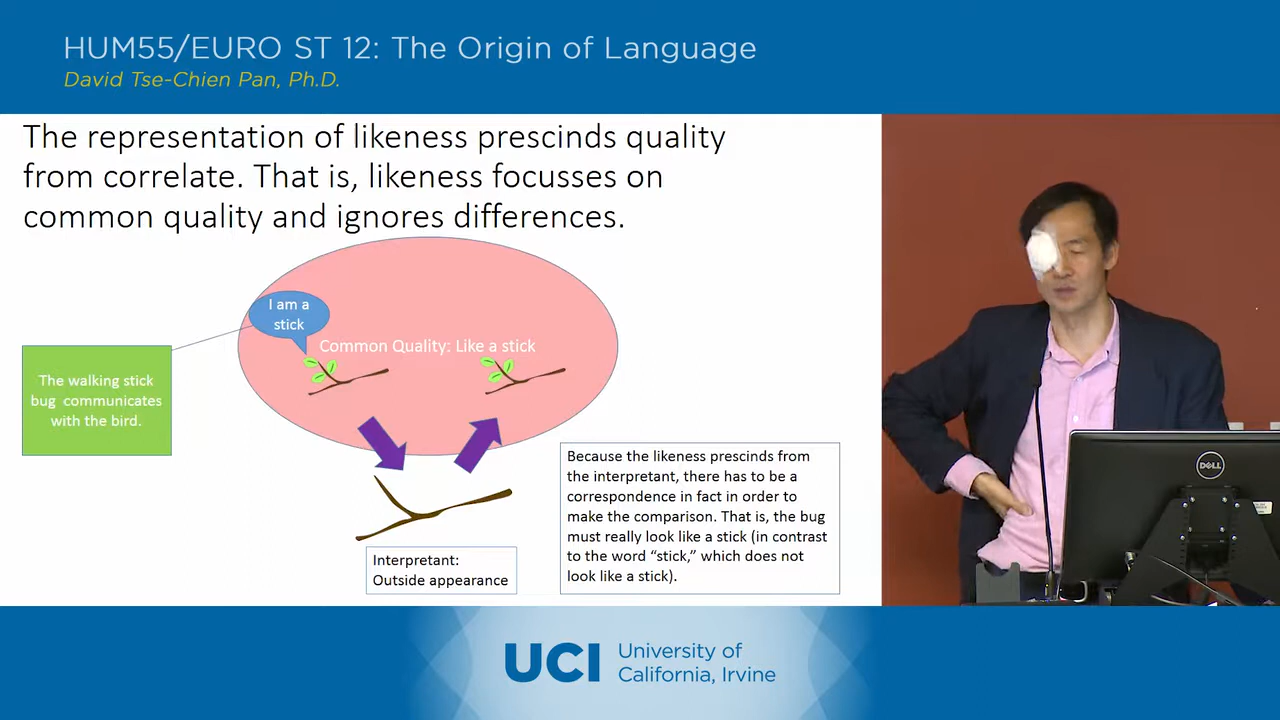 HUM55/EURO ST 12: The Origin of Language
David Tse-Chien Pan, Ph.D.
The representation of likeness prescinds quality
from correlate. That is, likeness focusses on
common quality and ignores differences.
I am a
stick
Common Quality: Like a stick
The walking stick
bug communicates
with the bird.
Because the likeness prescinds from
the interpretant, there has to be a
correspondence in fact in order to
make the comparison. That is, the bug
must really look like a stick (in contrast
to the word “stick,” which does not
look like a stick).
Interpretant:
Outside appearance
DELL
UCI
University of
California, Irvine